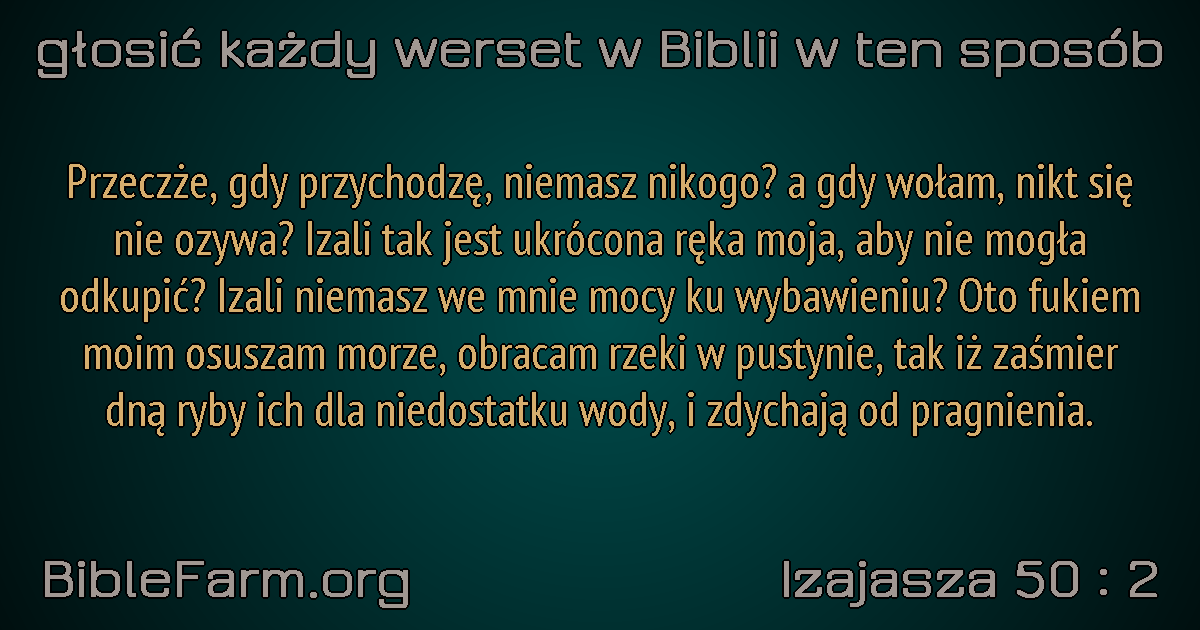 głosić każdy werset w Biblii w ten sposób
Przeczże, gdy przychodzę, niemasz nikogo? a gdy wołam, nikt się
nie ozywa? Izali tak jest ukrócona ręka moja, aby nie mogła
odkupić? Izali niemasz we mnie mocy ku wybawieniu? Oto fukiem
moim osuszam morze, obracam rzeki w pustynie, tak iż zaśmier
dną ryby ich dla niedostatku wody, i zdychają od pragnienia.
BibleFarm.org
Izajasza 50 : 2